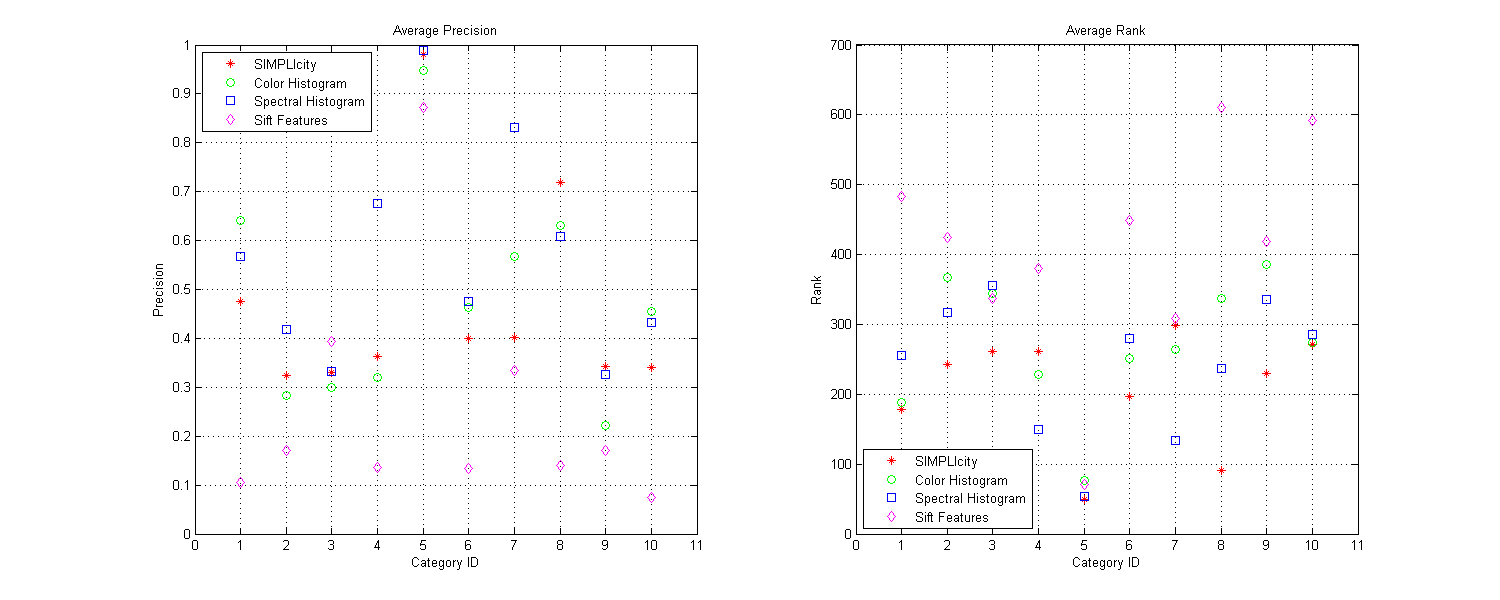 Average Precision
1
0.9
0.8
0.7
0.6
0.5
0.4
0.3
0.2
0.1
0
Precision
SIMPLIcity
Color Histogram
Spectral Histogram
Sift Features
0 1 2 3 4 5 6 7 8 9 10 11
Category ID
Average Rank
700
600
500
400
300
200
100
0
Rank
SIMPLIcity
Color Histogram
Spectral Histogram
Sift Features
0 1 2 3 4 5 6 7 8 9 10 11
Category ID